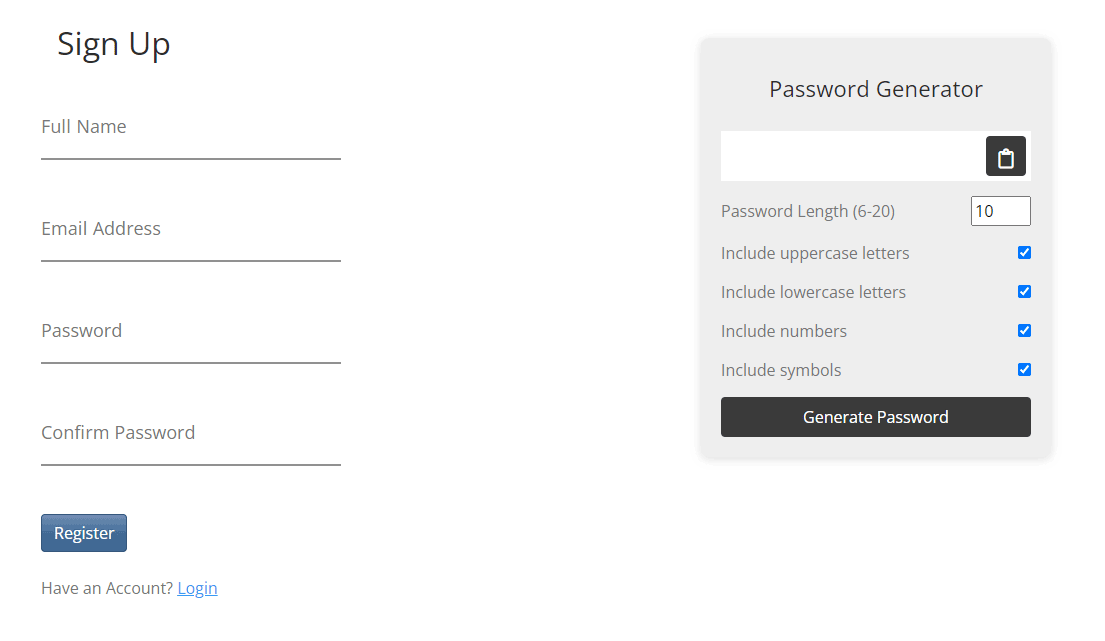 Sign Up
Full Name
Email Address
Password
Confirm Password
Register
Have an Account? Login
Password Generator
Password Length (6-20) 10
Include uppercase letters
Include lowercase letters
Include numbers
Include symbols
Generate Password